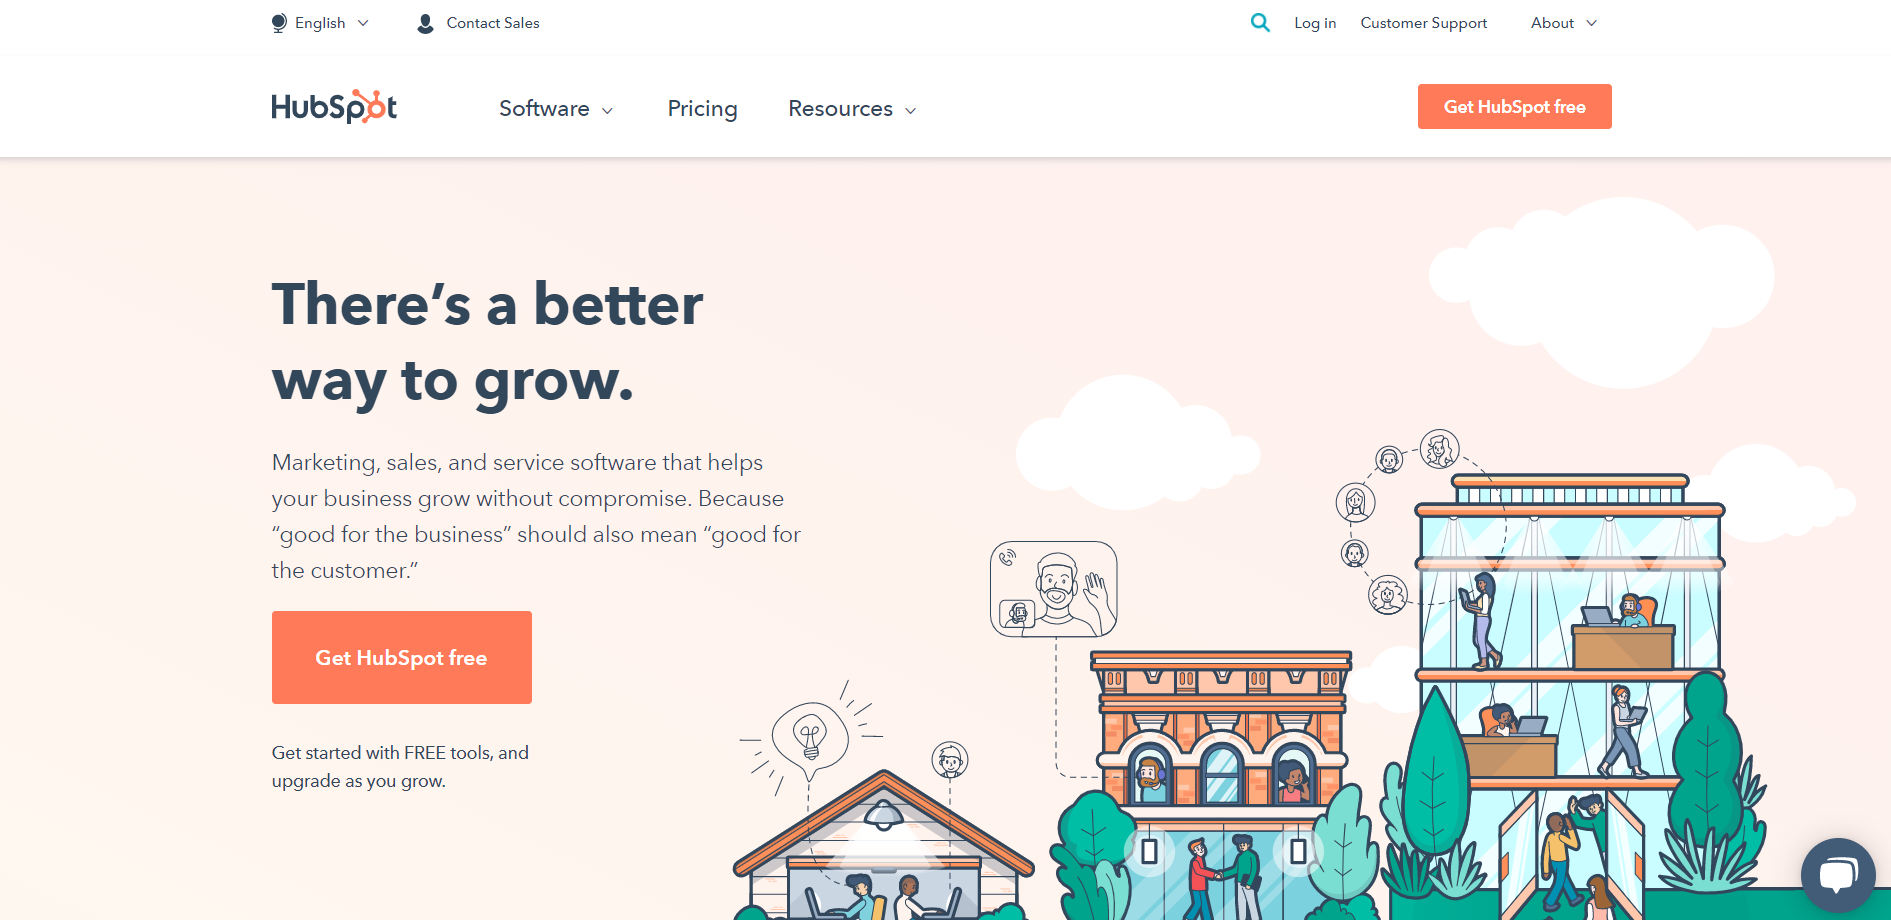 English
Contact Sales
Log in
Customer Support
About
HubSpot
Software
Pricing
Resources
Get HubSpot free
There’s a better
way to grow.
Marketing, sales, and service software that helps
your business grow without compromise. Because
“good for the business” should also mean “good for
the customer.”
Get HubSpot free
Get started with FREE tools, and
upgrade as you grow.